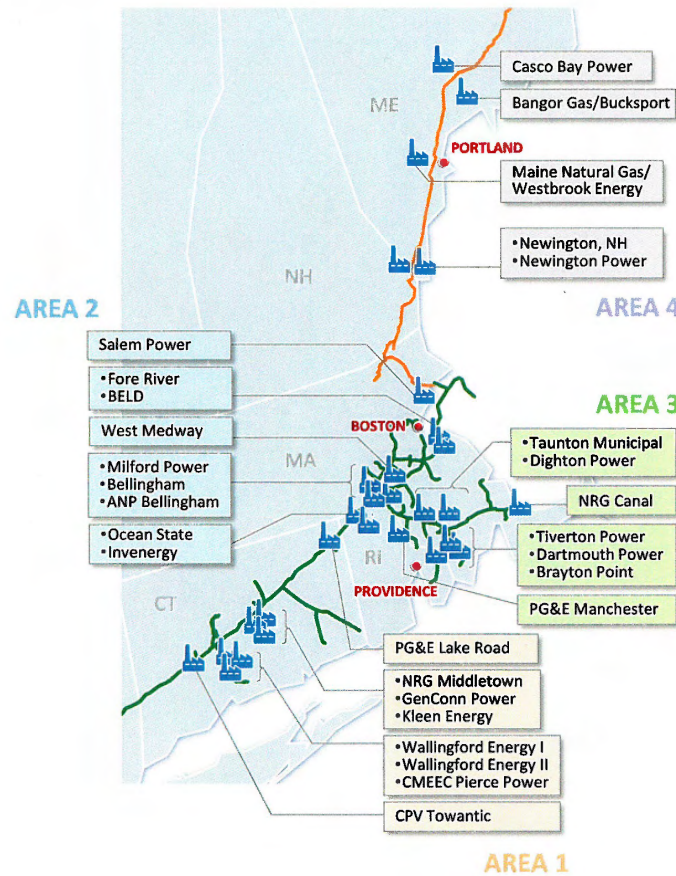 Casco Bay Power
ME
Bangor Gas/Bucksport
PORTLAND
Maine Natural Gas/
Westbrook Energy
•Newington, NH
•Newington Power
NH
AREA 2
AREA 4
Salem Power
•Fore River
•BELD
AREA 3
West Medway
BOSTON
•Taunton Municipal
•Dighton Power
MA
•Milford Power
•Bellingham
•ANP Bellingham
NRG Canal
•Ocean State
•Invenergy
•Tiverton Power
•Dartmouth Power
•Brayton Point
RI
PROVIDENCE
CT
PG&E Manchester
PG&E Lake Road
•NRG Middletown
•GenConn Power
•Kleen Energy
•Wallingford Energy I
•Wallingford Energy II
•CMEEC Pierce Power
CPV Towantic
AREA 1